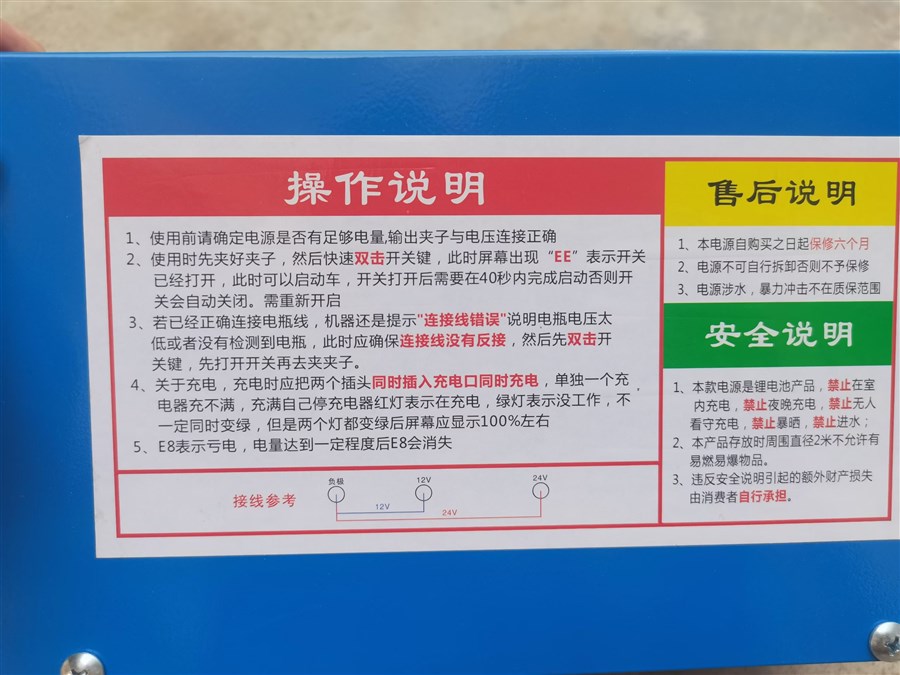 操作说明
1、使用前请确定电源是否有足够电量,输出夹子与电压连接正确
2、使用时先夹好夹子，然后快速双击开关键，此时屏幕出现“EE”表示开关
已经打开，此时可以启动车，开关打开后需要在40秒内完成启动否则开
关会自动关闭。需重新开启
3、若已经正确连接电瓶线，机器还是提示"连接线错误"说明电瓶电压太
低或者没有检测到电瓶，此时应确保连接线没有反接，然后先双击开
关键，先打开开关再去夹夹子。
4、关于充电，充电时应把两个插头同时插入充电口同时充电，单独一个充
电器充不满，充满自己停充电器红灯表示在充电，绿灯表示没工作，不
一定同时变绿，但是两个灯都变绿后屏幕应显示100%左右
5、E8表示亏电，电量达到一定程度后E8会消失
接线参考
负极
12V
24V
12V
24V
售后说明
1、本电源自购买之日起保修六个月
2、电源不可自行拆卸否则不予保修
3、电源涉水，暴力冲击不在质保范围
安全说明
1、本款电源是锂电池产品，禁止在室
内充电，禁止夜晚充电，禁止无人
看守充电，禁止暴晒，禁止进水；
2、本产品存放时周围直径2米不允许有
易燃易爆物品。
3、违反安全说明引起的额外财产损失
由消费者自行承担。